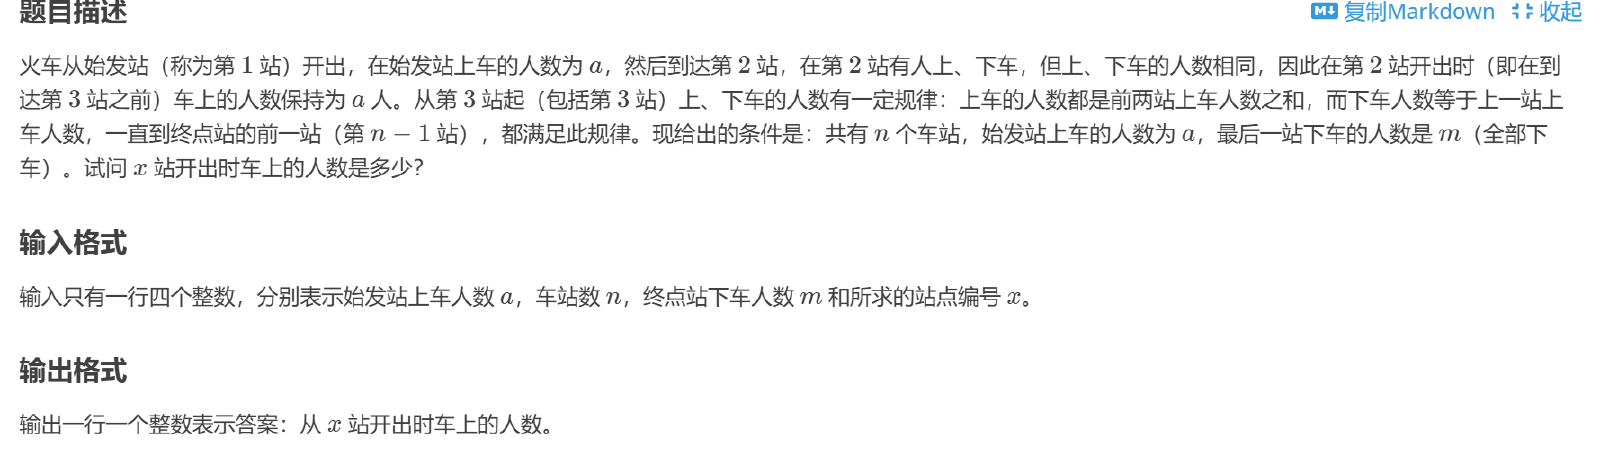 题目描述
复制Markdown 收起
火车从始发站（称为第 1 站）开出，在始发站上车的人数为 a，然后到达第 2 站，在第 2 站有人上、下车，但上、下车的人数相同，因此在第 2 站开出时（即在到
达第 3 站之前）车上的人数保持为 a 人。从第 3 站起（包括第 3 站）上、下车的人数有一定规律：上车的人数都是前两站上车人数之和，而下车人数等于上一站上
车人数，一直到终点站的前一站（第 n − 1 站），都满足此规律。现给出的条件是：共有 n 个车站，始发站上车的人数为 a，最后一站下车的人数是 m（全部下
车）。试问 x 站开出时车上的人数是多少？
输入格式
输入只有一行四个整数，分别表示始发站上车人数 a，车站数 n，终点站下车人数 m 和所求的站点编号 x。
输出格式
输出一行一个整数表示答案：从 x 站开出时车上的人数。